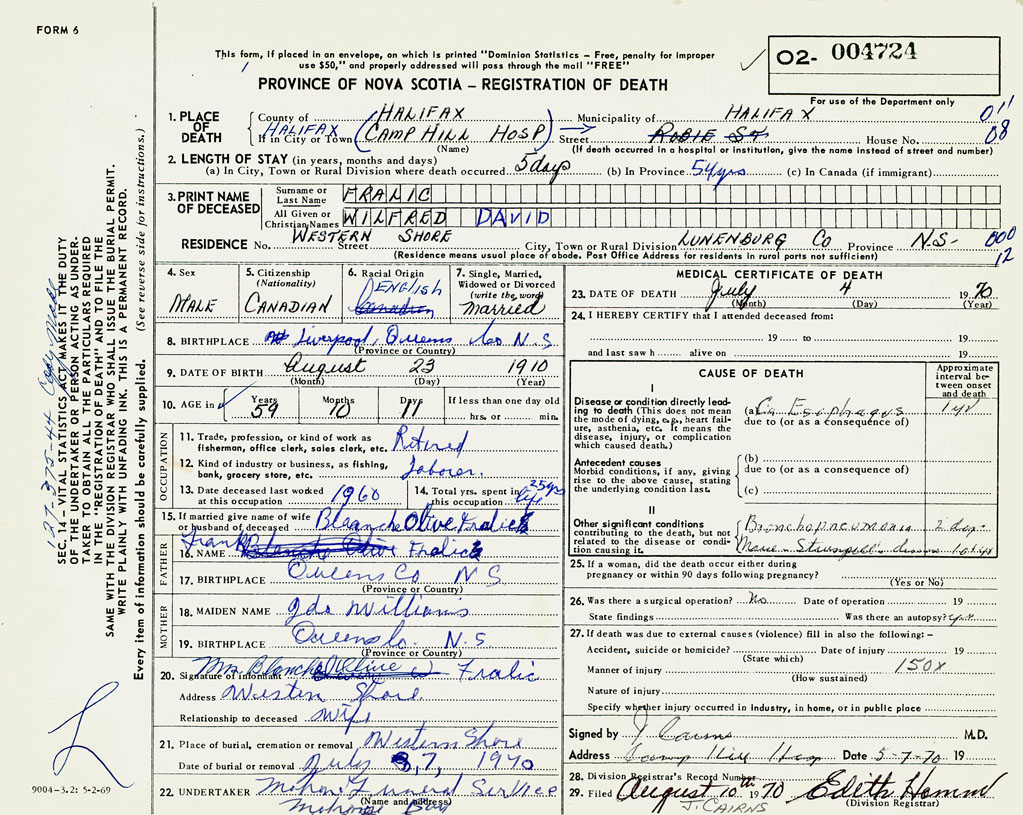 FORM 6
This form, if placed in an envelope, on which is printed "Dominion Statistics – Free, penalty for improper
use $50," and properly addressed will pass through the mail "FREE"
O2- 004724
PROVINCE OF NOVA SCOTIA – REGISTRATION OF DEATH
For use of the Department only
1. PLACE OF DEATH County of HALIFAX Municipality of HALIFAX 011
If in City or Town HALIFAX (CAMP HILL HOSP) Street ROBIE ST House No. 08
(Name) (If death occurred in a hospital or institution, give the name instead of street and number)
2. LENGTH OF STAY (in years, months and days)
(a) In City, Town or Rural Division where death occurred 5 days (b) In Province 54 yrs (c) In Canada (if immigrant)
3. PRINT NAME OF DECEASED Surname or Last Name FRALIC
All Given or Christian Names WILFRED DAVID
RESIDENCE No. WESTERN SHORE Street City, Town or Rural Division LUNENBURG Co Province N.S- 000
(Residence means usual place of abode. Post Office Address for residents in rural parts not sufficient) 12
4. Sex MALE
5. Citizenship (Nationality) CANADIAN
6. Racial Origin ENGLISH Canadian
7. Single, Married, Widowed or Divorced (write the word) Married
8. BIRTHPLACE Liverpool, Queens Co N.S
(Province or Country)
9. DATE OF BIRTH August 23 1910
(Month) (Day) (Year)
10. AGE in Years 59 Months 10 Days 11 If less than one day old hrs. or min.
OCCUPATION
11. Trade, profession, or kind of work as fisherman, office clerk, sales clerk, etc. Retired
12. Kind of industry or business, as fishing, bank, grocery store, etc. Laborer.
13. Date deceased last worked at this occupation 1960
14. Total yrs. spent in this occupation 25 yrs life
15. If married give name of wife or husband of deceased Blanche Olive Fralic
FATHER
16. NAME Frank Blanche Olive Fralic
17. BIRTHPLACE Queens Co N S
(Province or Country)
MOTHER
18. MAIDEN NAME Ida Williams
19. BIRTHPLACE Queens Co. N.S
(Province or Country)
20. Signature of informant Mrs Blanche Olive Fralic
Address Western Shore
Relationship to deceased wife
21. Place of burial, cremation or removal Western Shore
Date of burial or removal July 7, 1970
22. UNDERTAKER Mahone Funeral Service
(Name and address) Mahone Bay
MEDICAL CERTIFICATE OF DEATH
23. DATE OF DEATH July 4 1970
(Month) (Day) (Year)
24. I HEREBY CERTIFY that I attended deceased from:
19 to 19
and last saw h alive on 19
CAUSE OF DEATH
Approximate interval between onset and death
I
Disease or condition directly leading to death (This does not mean the mode of dying, e.g., heart failure, asthenia, etc. It means the disease, injury, or complication which caused death.)
(a) Ca Esophagus 1 yr
due to (or as a consequence of)
Antecedent causes
Morbid conditions, if any, giving rise to the above cause, stating the underlying condition last.
(b)
due to (or as a consequence of)
(c)
II
Other significant conditions contributing to the death, but not related to the disease or condition causing it.
Bronchopneumonia 2 days
Marie - Strumpell's disease
25. If a woman, did the death occur either during pregnancy or within 90 days following pregnancy?
(Yes or No)
26. Was there a surgical operation? No Date of operation 19
State findings Was there an autopsy?
27. If death was due to external causes (violence) fill in also the following: –
Accident, suicide or homicide? Date of injury 19
(State which)
Manner of injury 150X
(How sustained)
Nature of injury
Specify whether injury occurred in Industry, in home, or in public place
Signed by J Cairns M.D.
Address Camp Hill Hosp Date 5-7-70 19
28. Division Registrar's Record Number
29. Filed August 10th 1970 Edith
J. CAIRNS (Division Registrar)
SEC. 14 – VITAL STATISTICS ACT MAKES IT THE DUTY
OF THE UNDERTAKER OR PERSON ACTING AS UNDER-
TAKER TO OBTAIN ALL THE PARTICULARS REQUIRED
IN THE "REGISTRATION OF DEATH" AND TO FILE THE
SAME WITH THE DIVISION REGISTRAR WHO SHALL ISSUE THE BURIAL PERMIT.
WRITE PLAINLY WITH UNFADING INK. THIS IS A PERMANENT RECORD.
Every item of information should be carefully supplied. (See reverse side for instructions.)
9004-3.2: 5-2-69